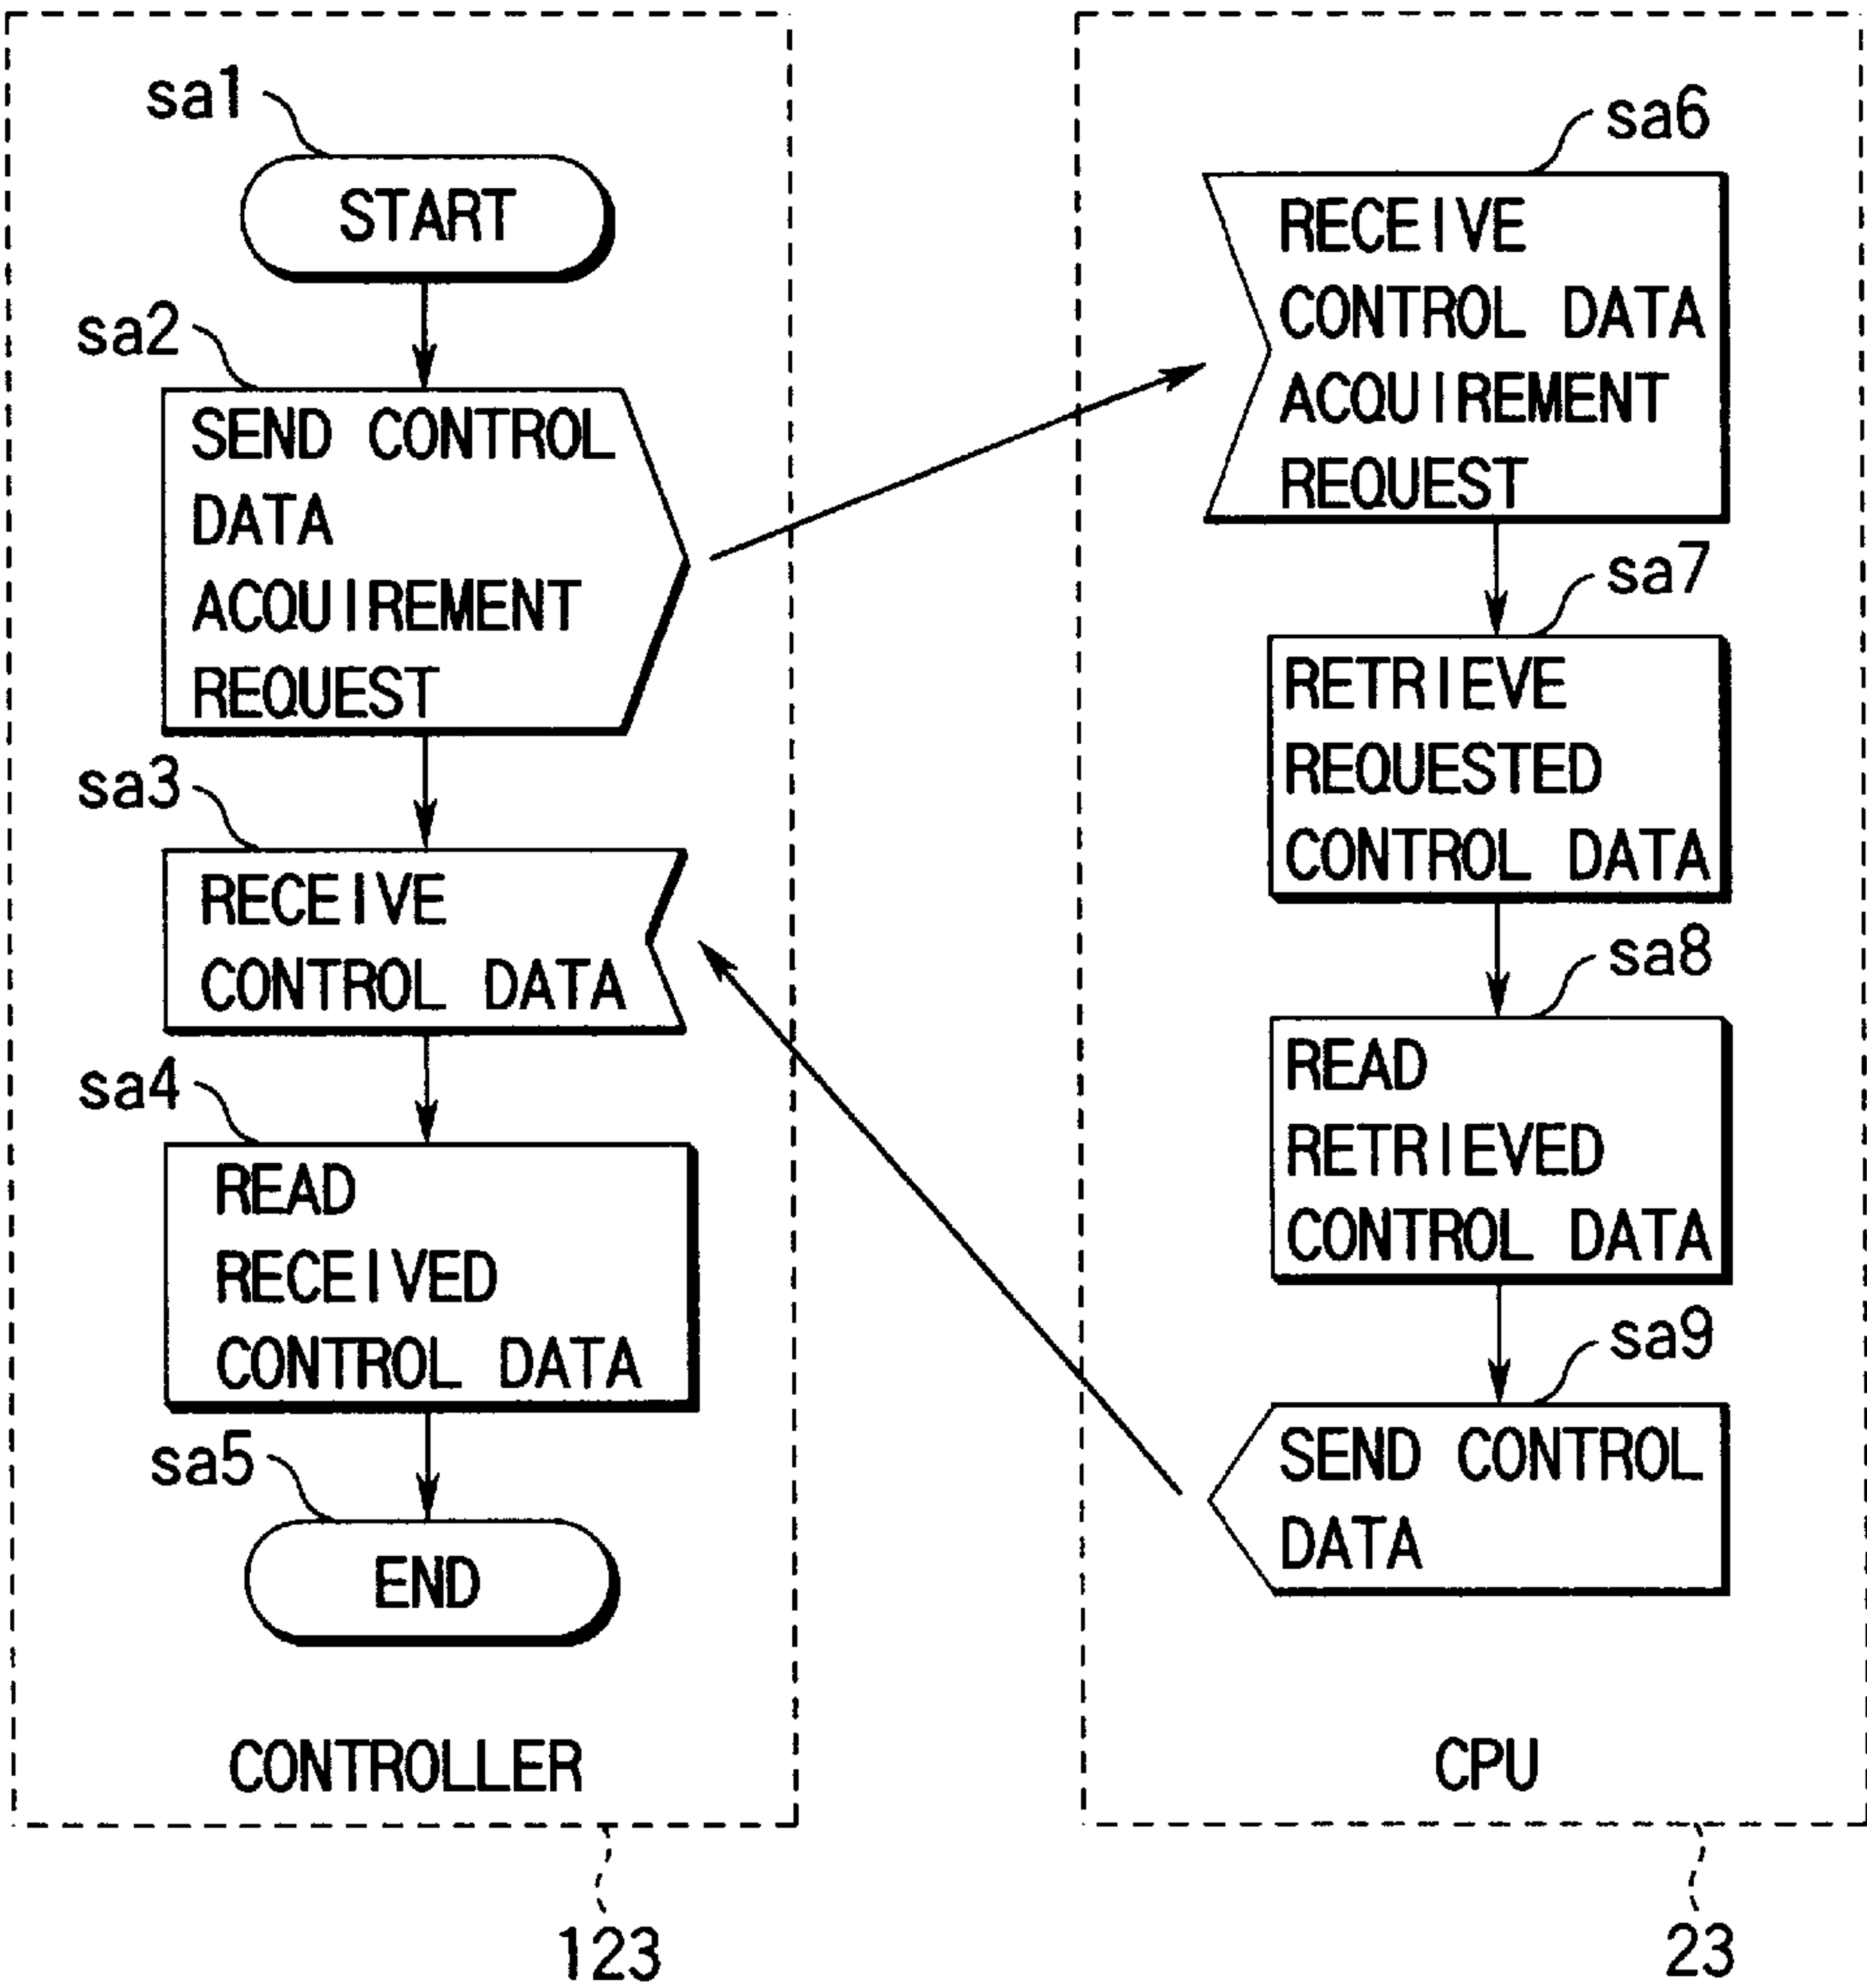 sa1
START
sa2
SEND CONTROL
DATA
ACQUIREMENT
REQUEST
sa3
RECEIVE
CONTROL DATA
sa4
READ
RECEIVED
CONTROL DATA
sa5
END
CONTROLLER
123
sa6
RECEIVE
CONTROL DATA
ACQUIREMENT
REQUEST
sa7
RETRIEVE
REQUESTED
CONTROL DATA
sa8
READ
RETRIEVED
CONTROL DATA
sa9
SEND CONTROL
DATA
CPU
23